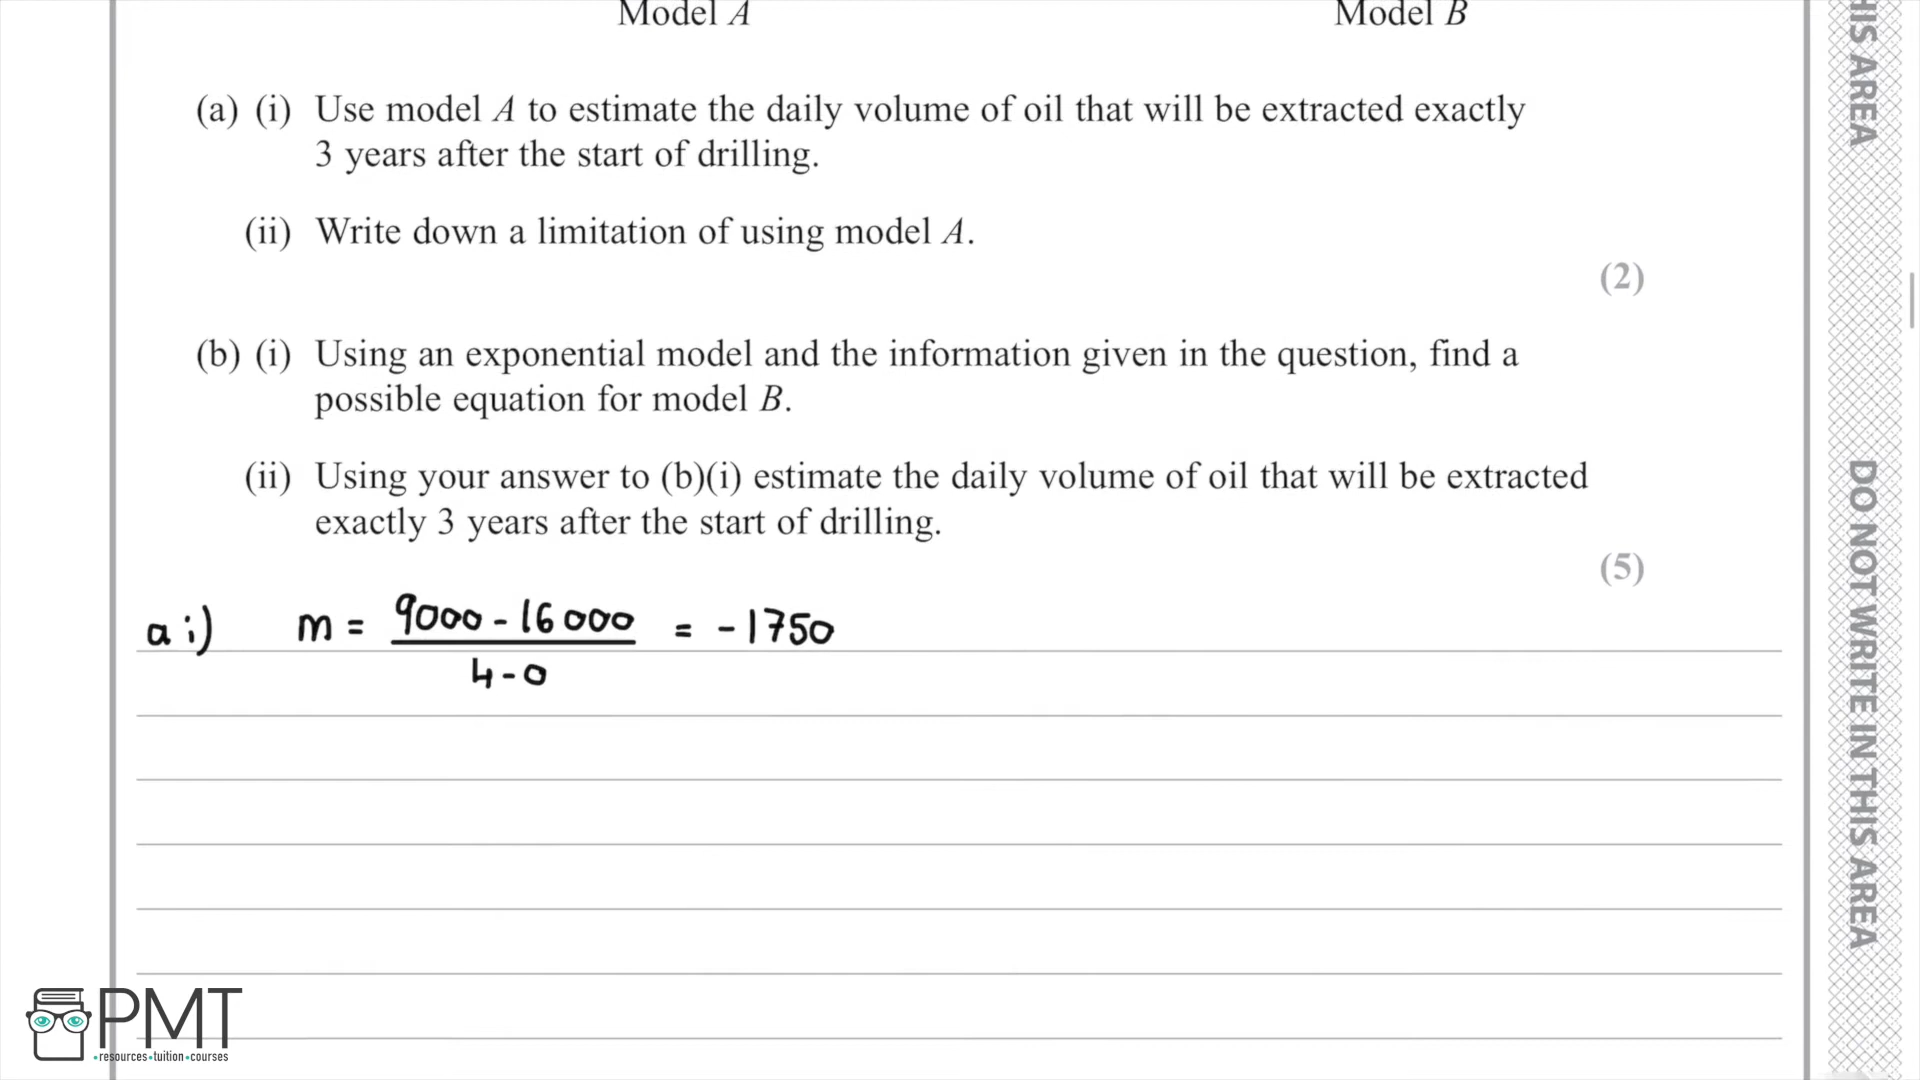 Model A
Model B
(a) (i) Use model A to estimate the daily volume of oil that will be extracted exactly
3 years after the start of drilling.
(ii) Write down a limitation of using model A.
(2)
(b) (i) Using an exponential model and the information given in the question, find a
possible equation for model B.
(ii) Using your answer to (b)(i) estimate the daily volume of oil that will be extracted
exactly 3 years after the start of drilling.
(5)
a i) m = 9000 - 16000 = -1750
4 - 0
PMT
•resources•tuition•courses
HIS AREA
DO NOT WRITE IN THIS AREA